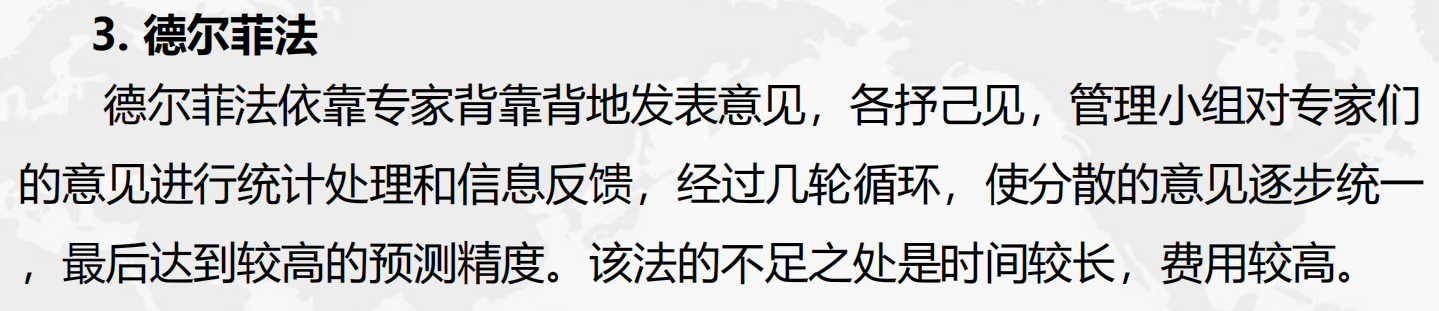 3. 德尔菲法
德尔菲法依靠专家背靠背地发表意见，各抒己见，管理小组对专家们
的意见进行统计处理和信息反馈，经过几轮循环，使分散的意见逐步统一
，最后达到较高的预测精度。该法的不足之处是时间较长，费用较高。